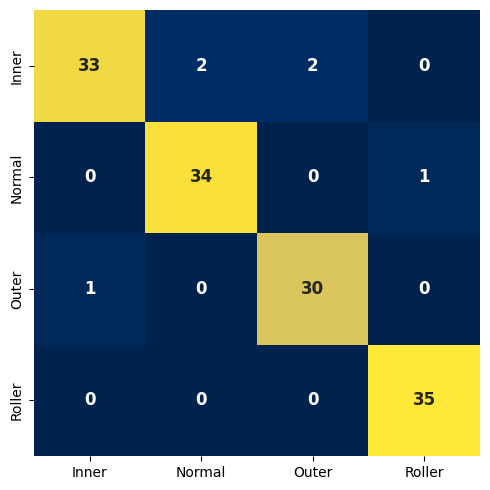 Inner 33 2 2 0
Normal 0 34 0 1
Outer 1 0 30 0
Roller 0 0 0 35
Inner Normal Outer Roller